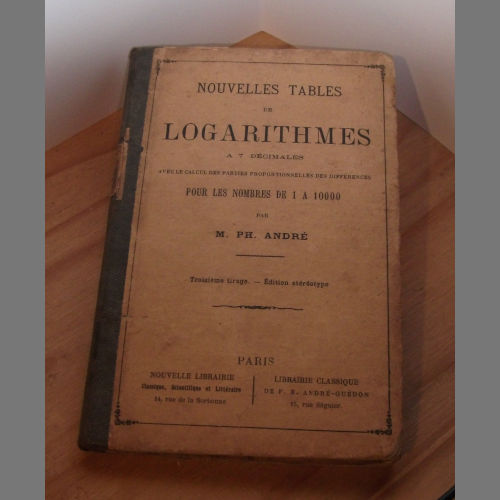 NOUVELLES TABLES
DE
LOGARITHMES
A 7 DÉCIMALES
AVEC LE CALCUL DES PARTIES PROPORTIONNELLES DES DIFFÉRENCES
POUR LES NOMBRES DE 1 A 10000
PAR
M. PH. ANDRÉ
Troisième tirage. — Édition stéréotype
PARIS
NOUVELLE LIBRAIRIE
Classique, Scientifique et Littéraire
14, rue de la Sorbonne
LIBRAIRIE CLASSIQUE
DE F. E. ANDRÉ-GUÉDON
15, rue Séguier.